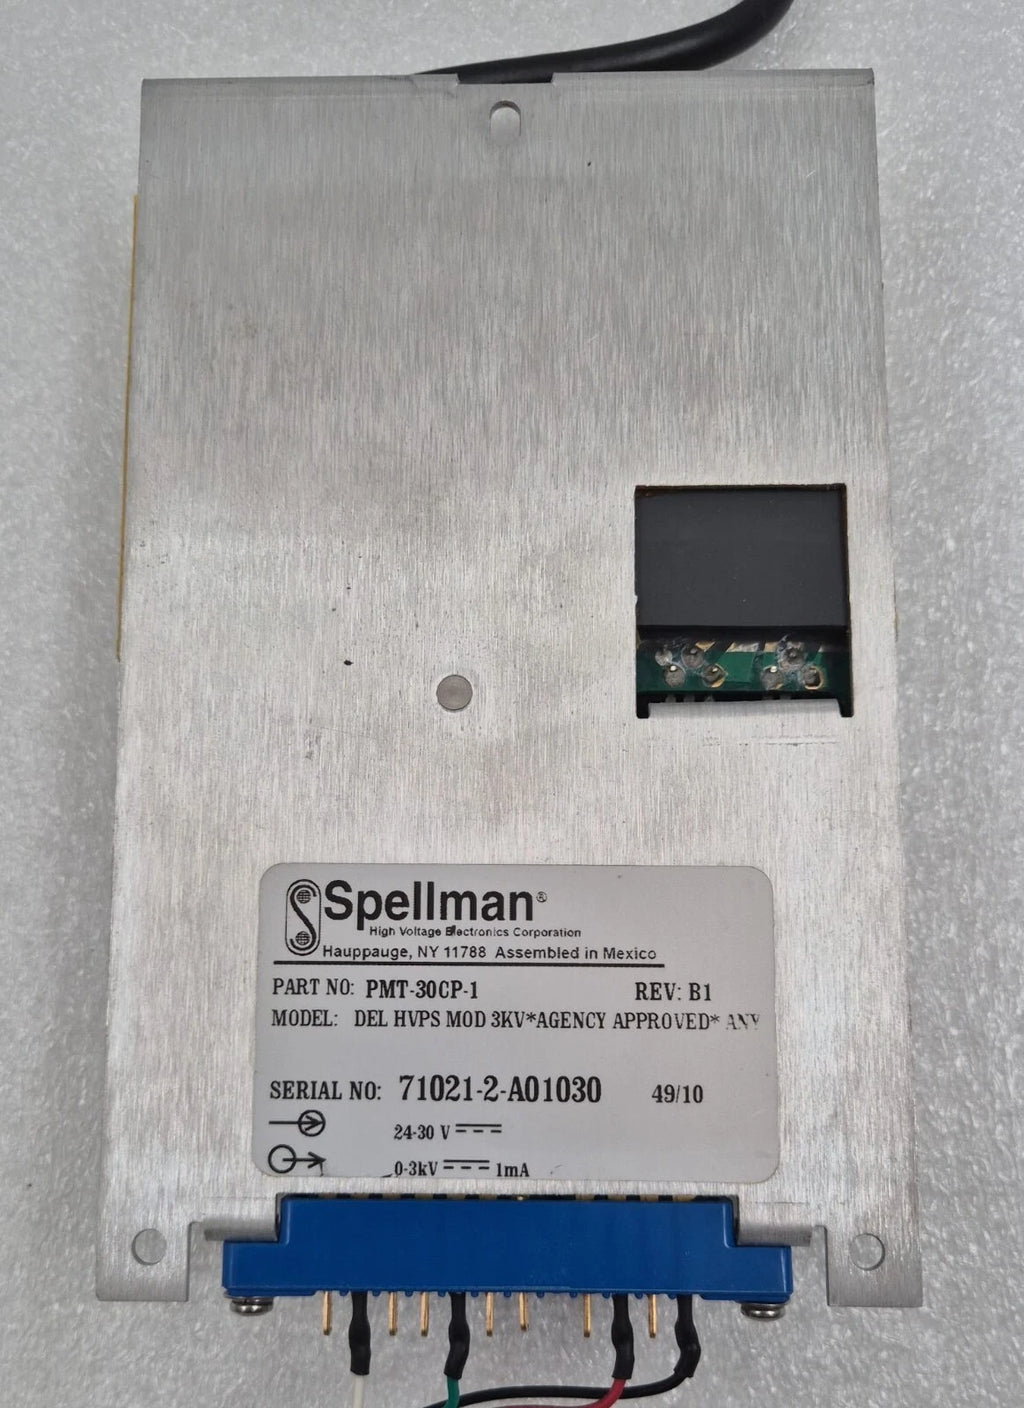 Spellman®
High Voltage Electronics Corporation
Hauppauge, NY 11788 Assembled in Mexico
PART NO: PMT-30CP-1 REV: B1
MODEL: DEL HVPS MOD 3KV*AGENCY APPROVED* ANY
SERIAL NO: 71021-2-A01030 49/10
24-30 V
0-3kV 1mA